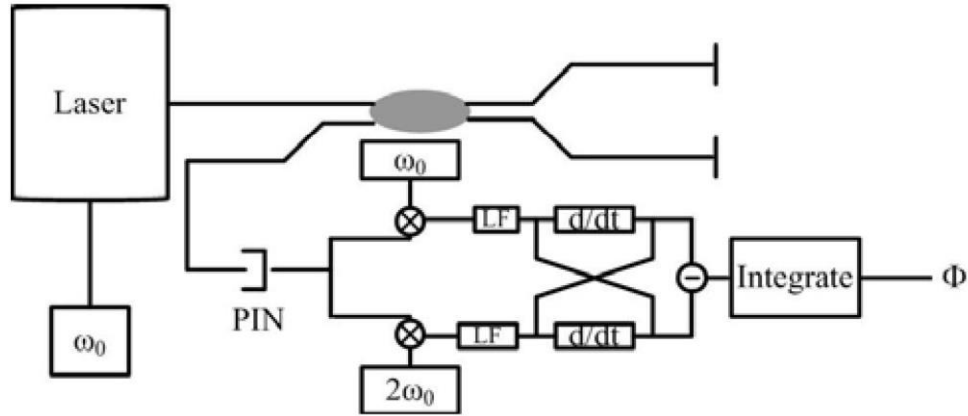 Laser
ω₀
LF
d/dt
Integrate
Φ
PIN
ω₀
LF
d/dt
2ω₀